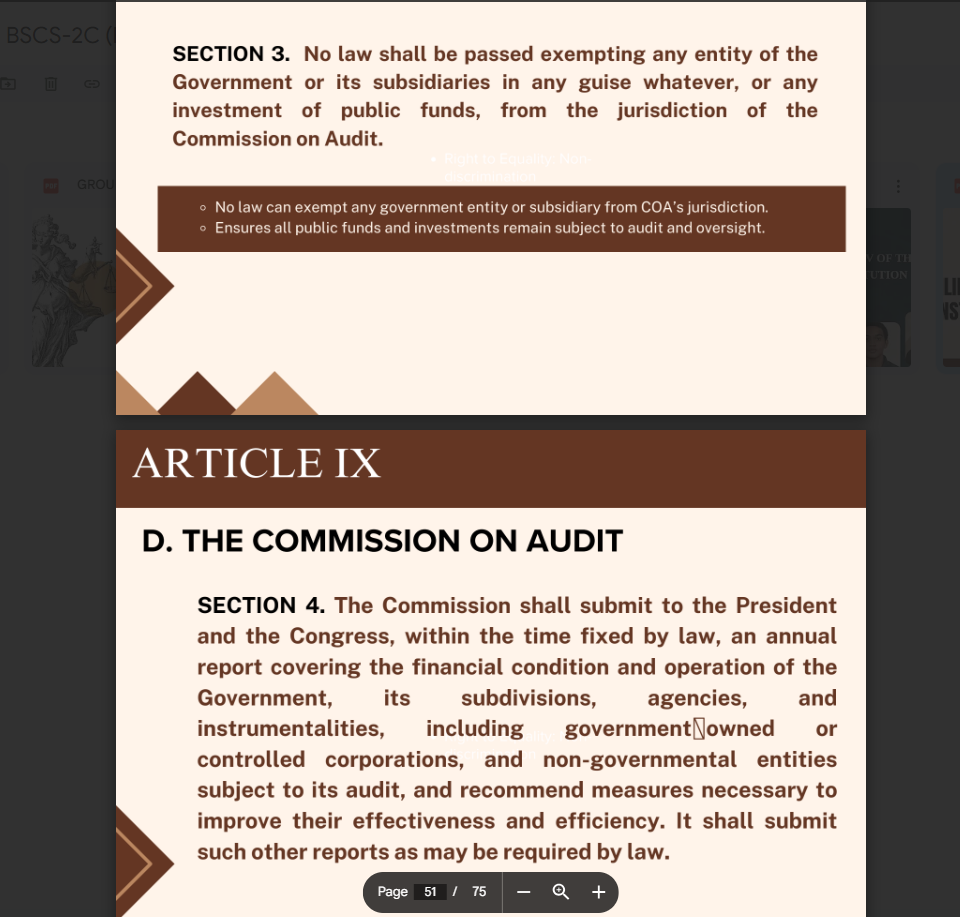 BSCS-2C (
GROU
SECTION 3. No law shall be passed exempting any entity of the
Government or its subsidiaries in any guise whatever, or any
investment of public funds, from the jurisdiction of the
Commission on Audit.
Right to Equality, Non
discrimination
No law can exempt any government entity or subsidiary from COA's jurisdiction.
Ensures all public funds and investments remain subject to audit and oversight.
ARTICLE IX
D. THE COMMISSION ON AUDIT
SECTION 4. The Commission shall submit to the President
and the Congress, within the time fixed by law, an annual
report covering the financial condition and operation of the
Government, its subdivisions, agencies, and
instrumentalities, including government▯owned or
controlled corporations, and non-governmental entities
subject to its audit, and recommend measures necessary to
improve their effectiveness and efficiency. It shall submit
such other reports as may be required by law.
Page 51 / 75